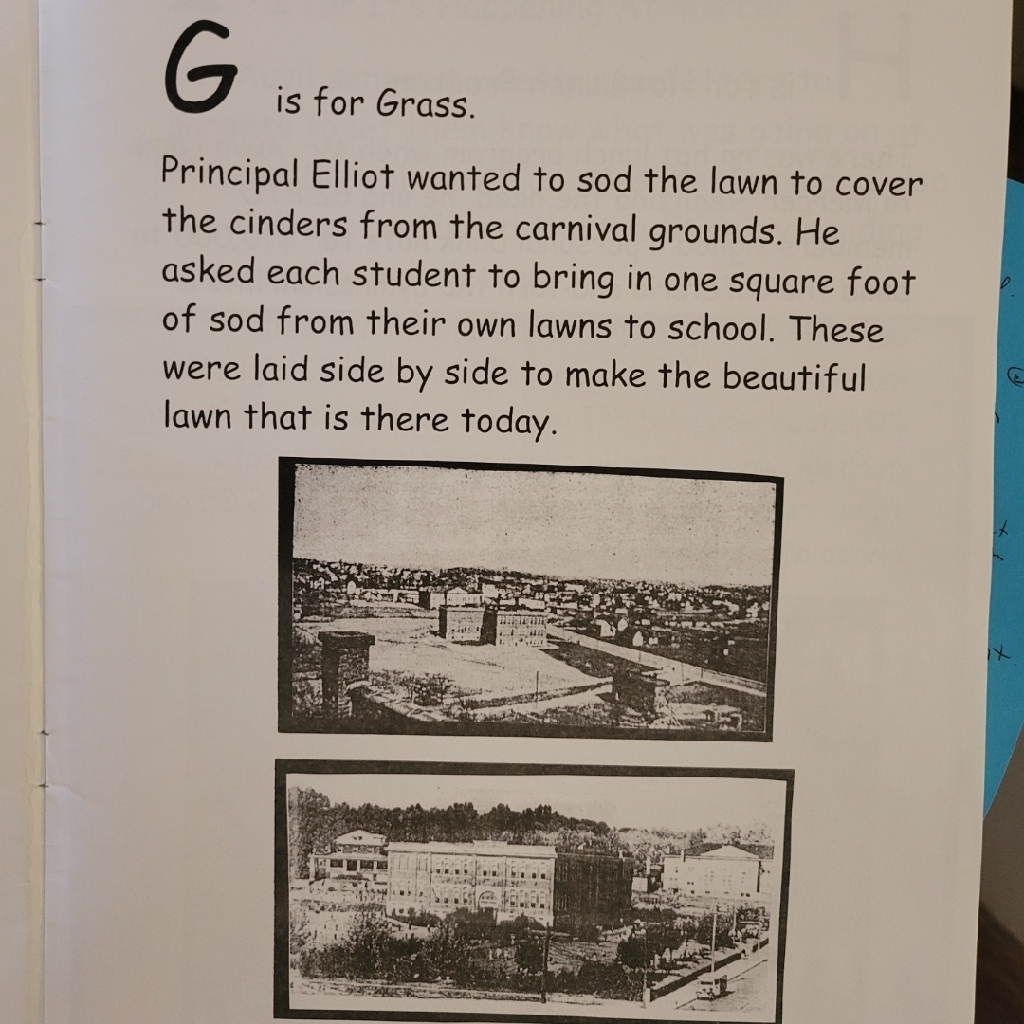 G is for Grass.
Principal Elliot wanted to sod the lawn to cover
the cinders from the carnival grounds. He
asked each student to bring in one square foot
of sod from their own lawns to school. These
were laid side by side to make the beautiful
lawn that is there today.